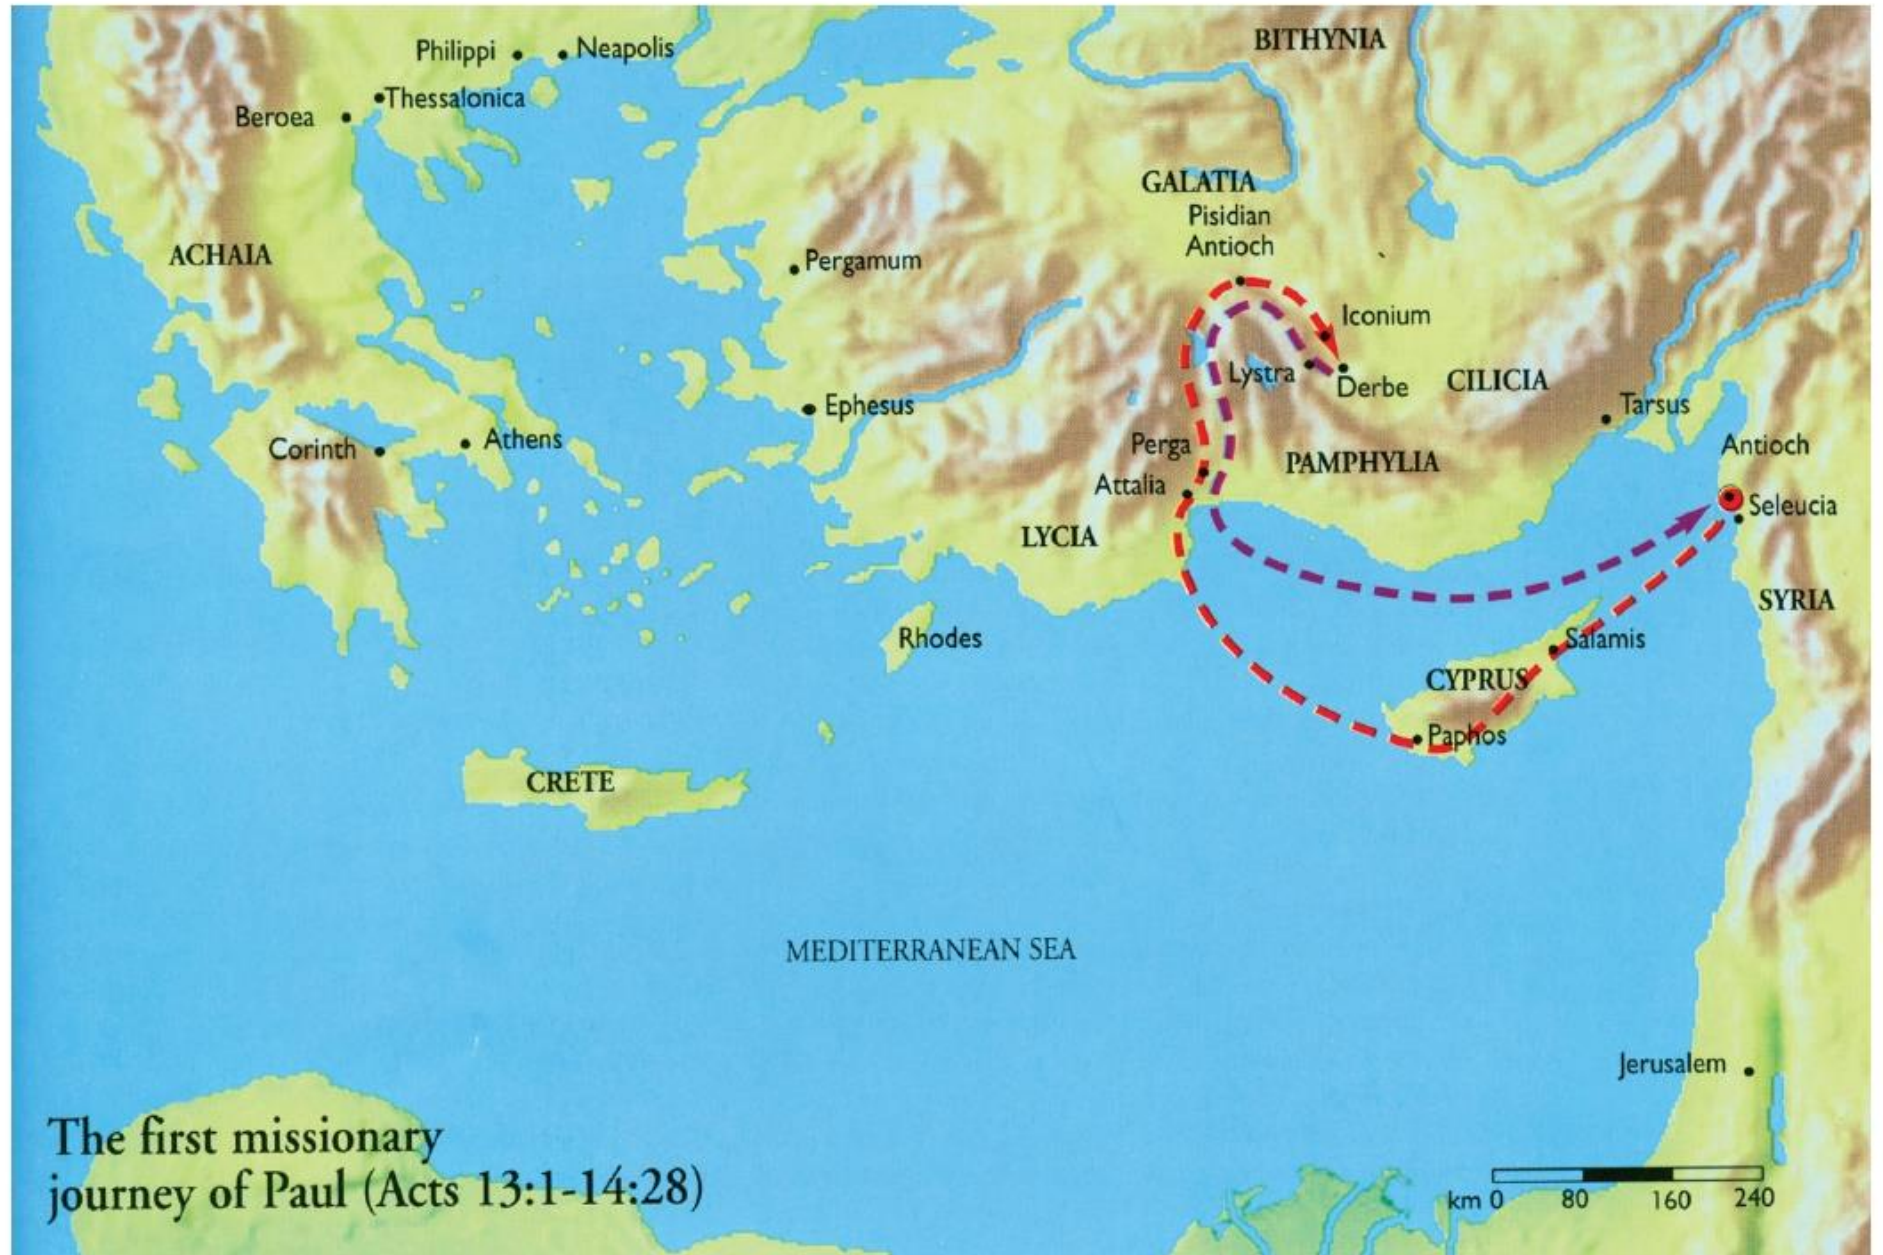 BITHYNIA
Philippi
Neapolis
Thessalonica
Beroea
GALATIA
Pisidian
Antioch
ACHAIA
Pergamum
Iconium
Lystra
Derbe
CILICIA
Tarsus
Ephesus
Corinth
Athens
Perga
PAMPHYLIA
Antioch
Attalia
Seleucia
LYCIA
SYRIA
Rhodes
Salamis
CYPRUS
Paphos
CRETE
MEDITERRANEAN SEA
Jerusalem
The first missionary
journey of Paul (Acts 13:1-14:28)
km 0 80 160 240